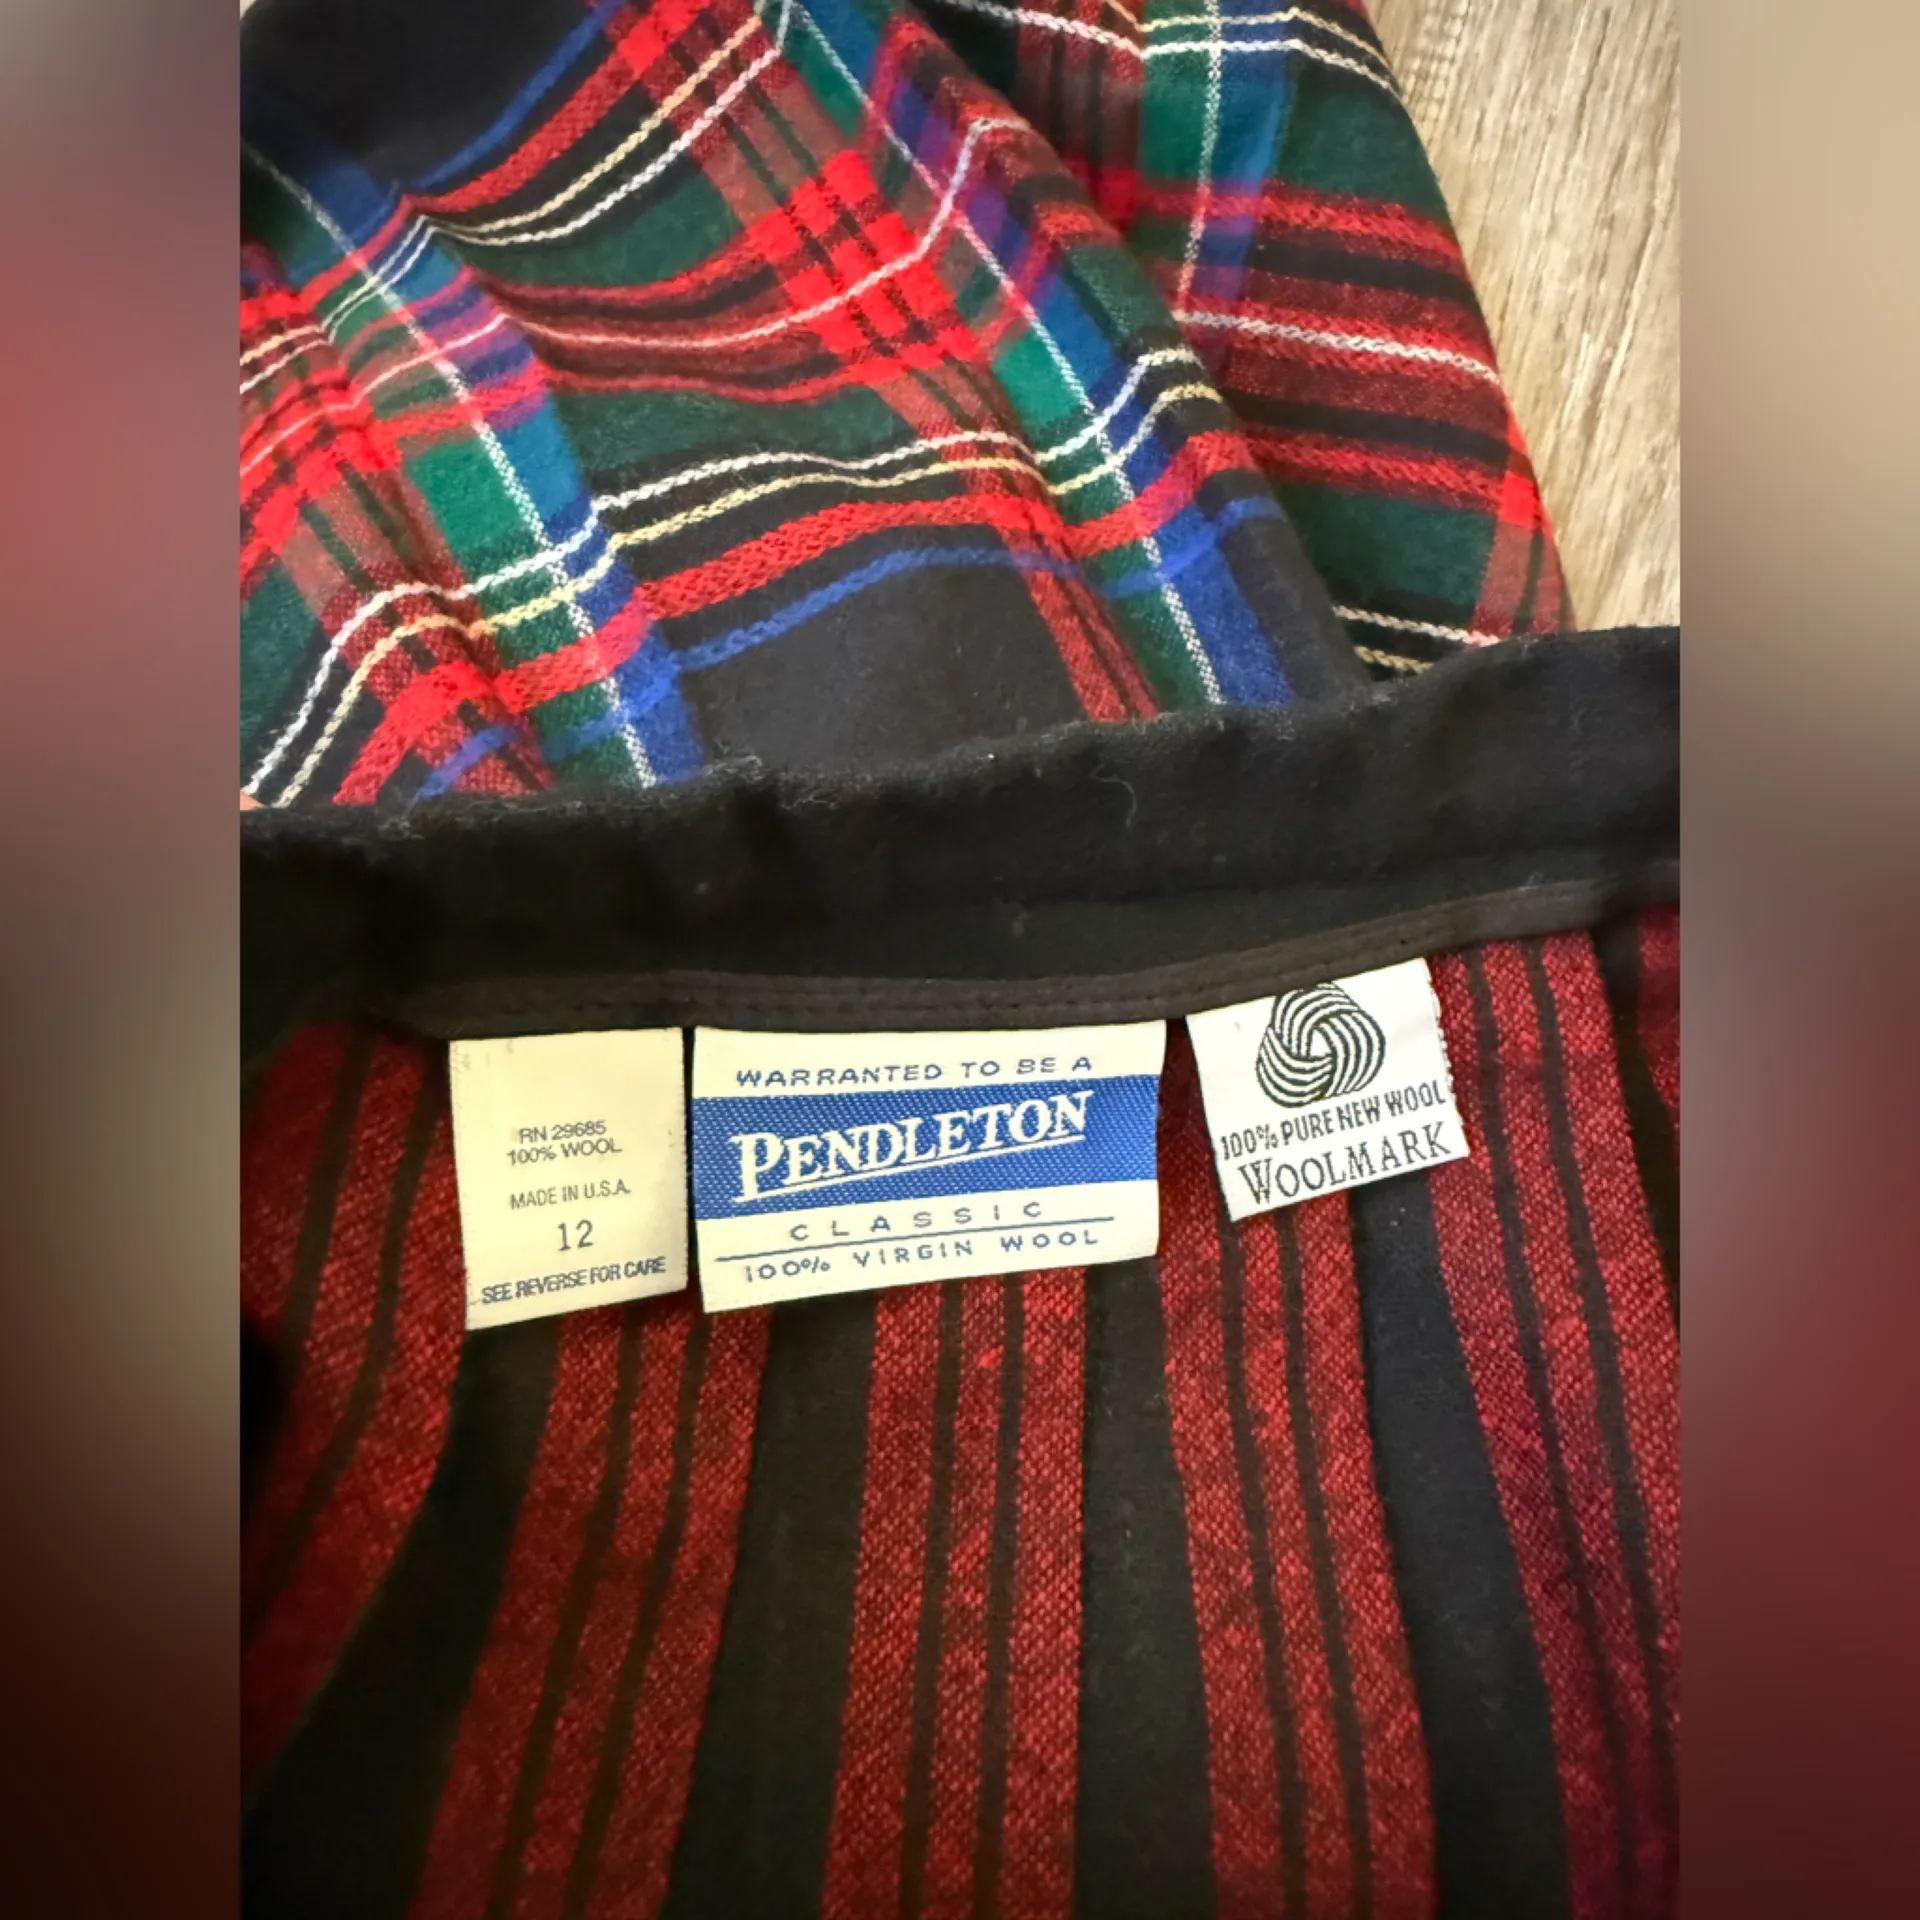 RN 29685
100% WOOL
MADE IN U.S.A.
12
SEE REVERSE FOR CARE
WARRANTED TO BE A
PENDLETON
CLASSIC
100% VIRGIN WOOL
100% PURE NEW WOOL
WOOLMARK